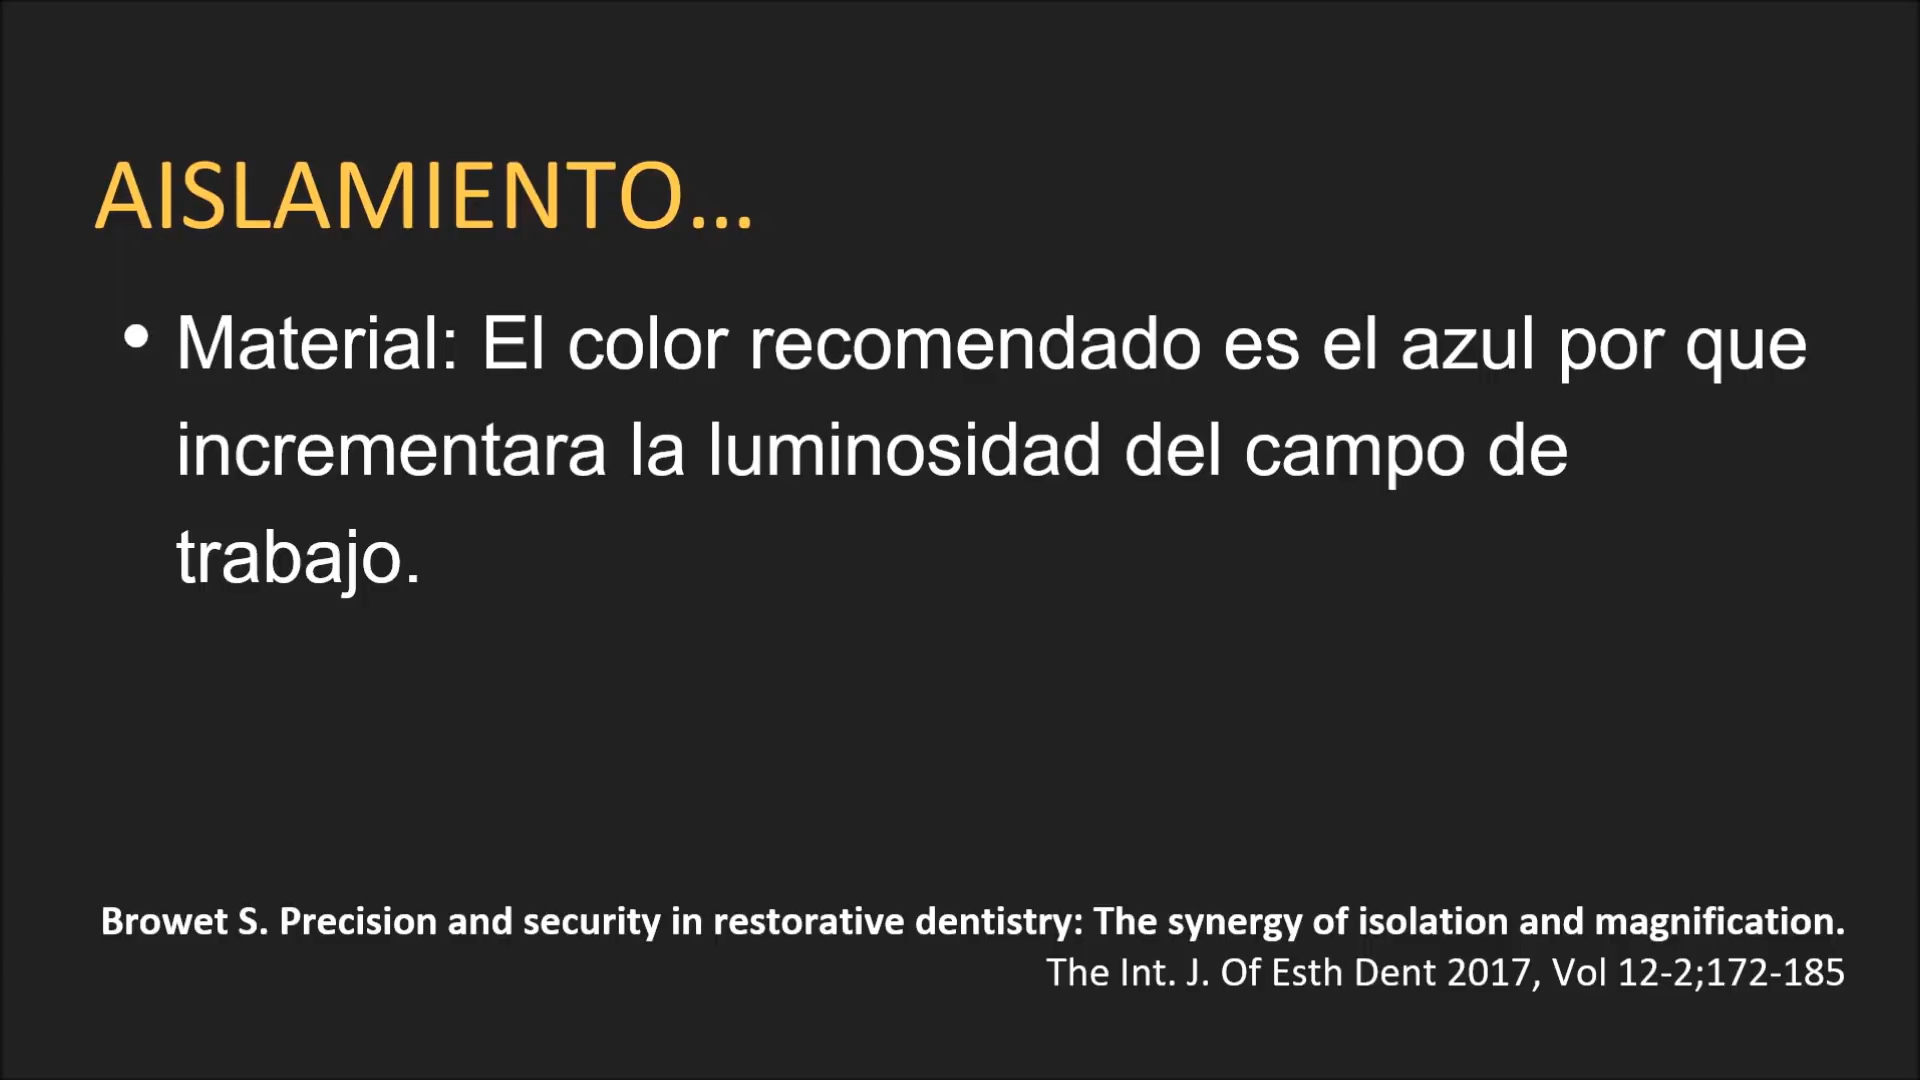 AISLAMIENTO...
• Material: El color recomendado es el azul por que
incrementara la luminosidad del campo de
trabajo.
Browet S. Precision and security in restorative dentistry: The synergy of isolation and magnification.
The Int. J. Of Esth Dent 2017, Vol 12-2;172-185